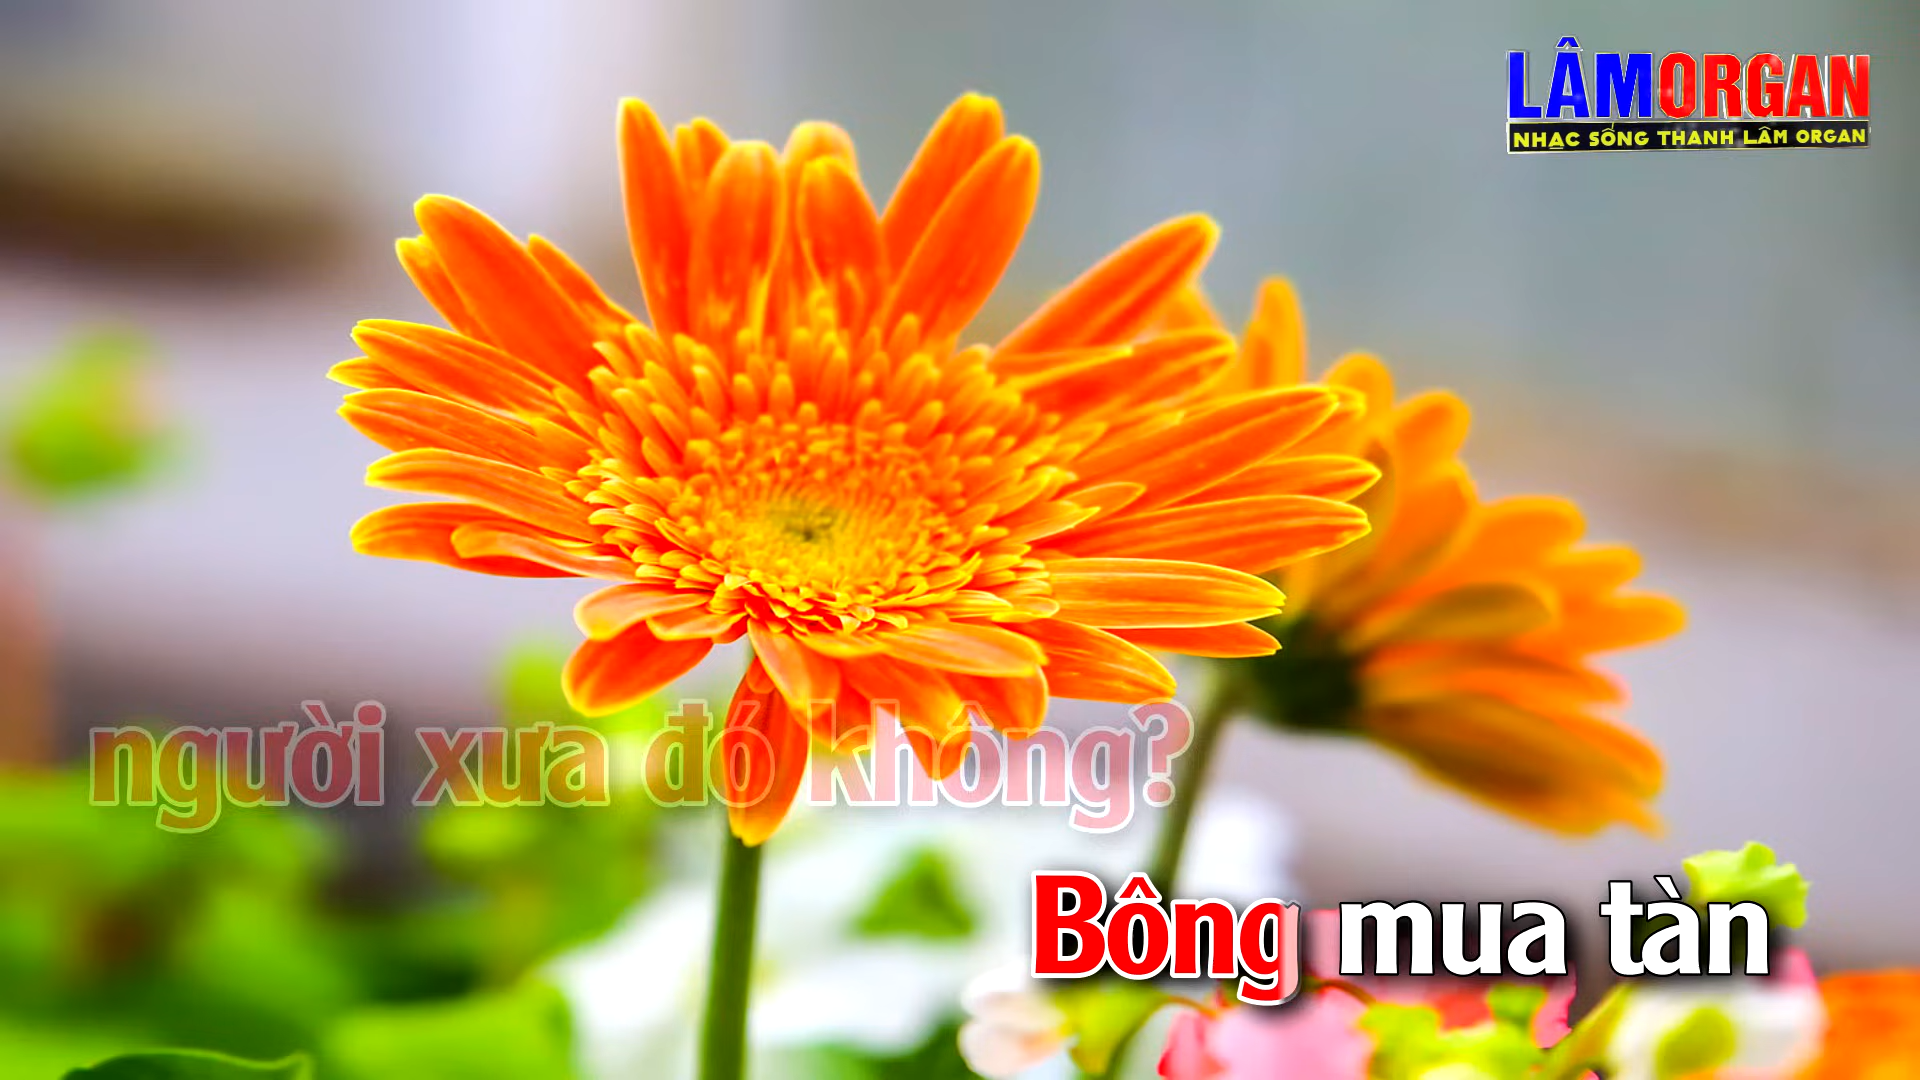 LÂMORGAN
NHẠC SỐNG THANH LÂM ORGAN
người xưa đó không?
Bông mua tàn